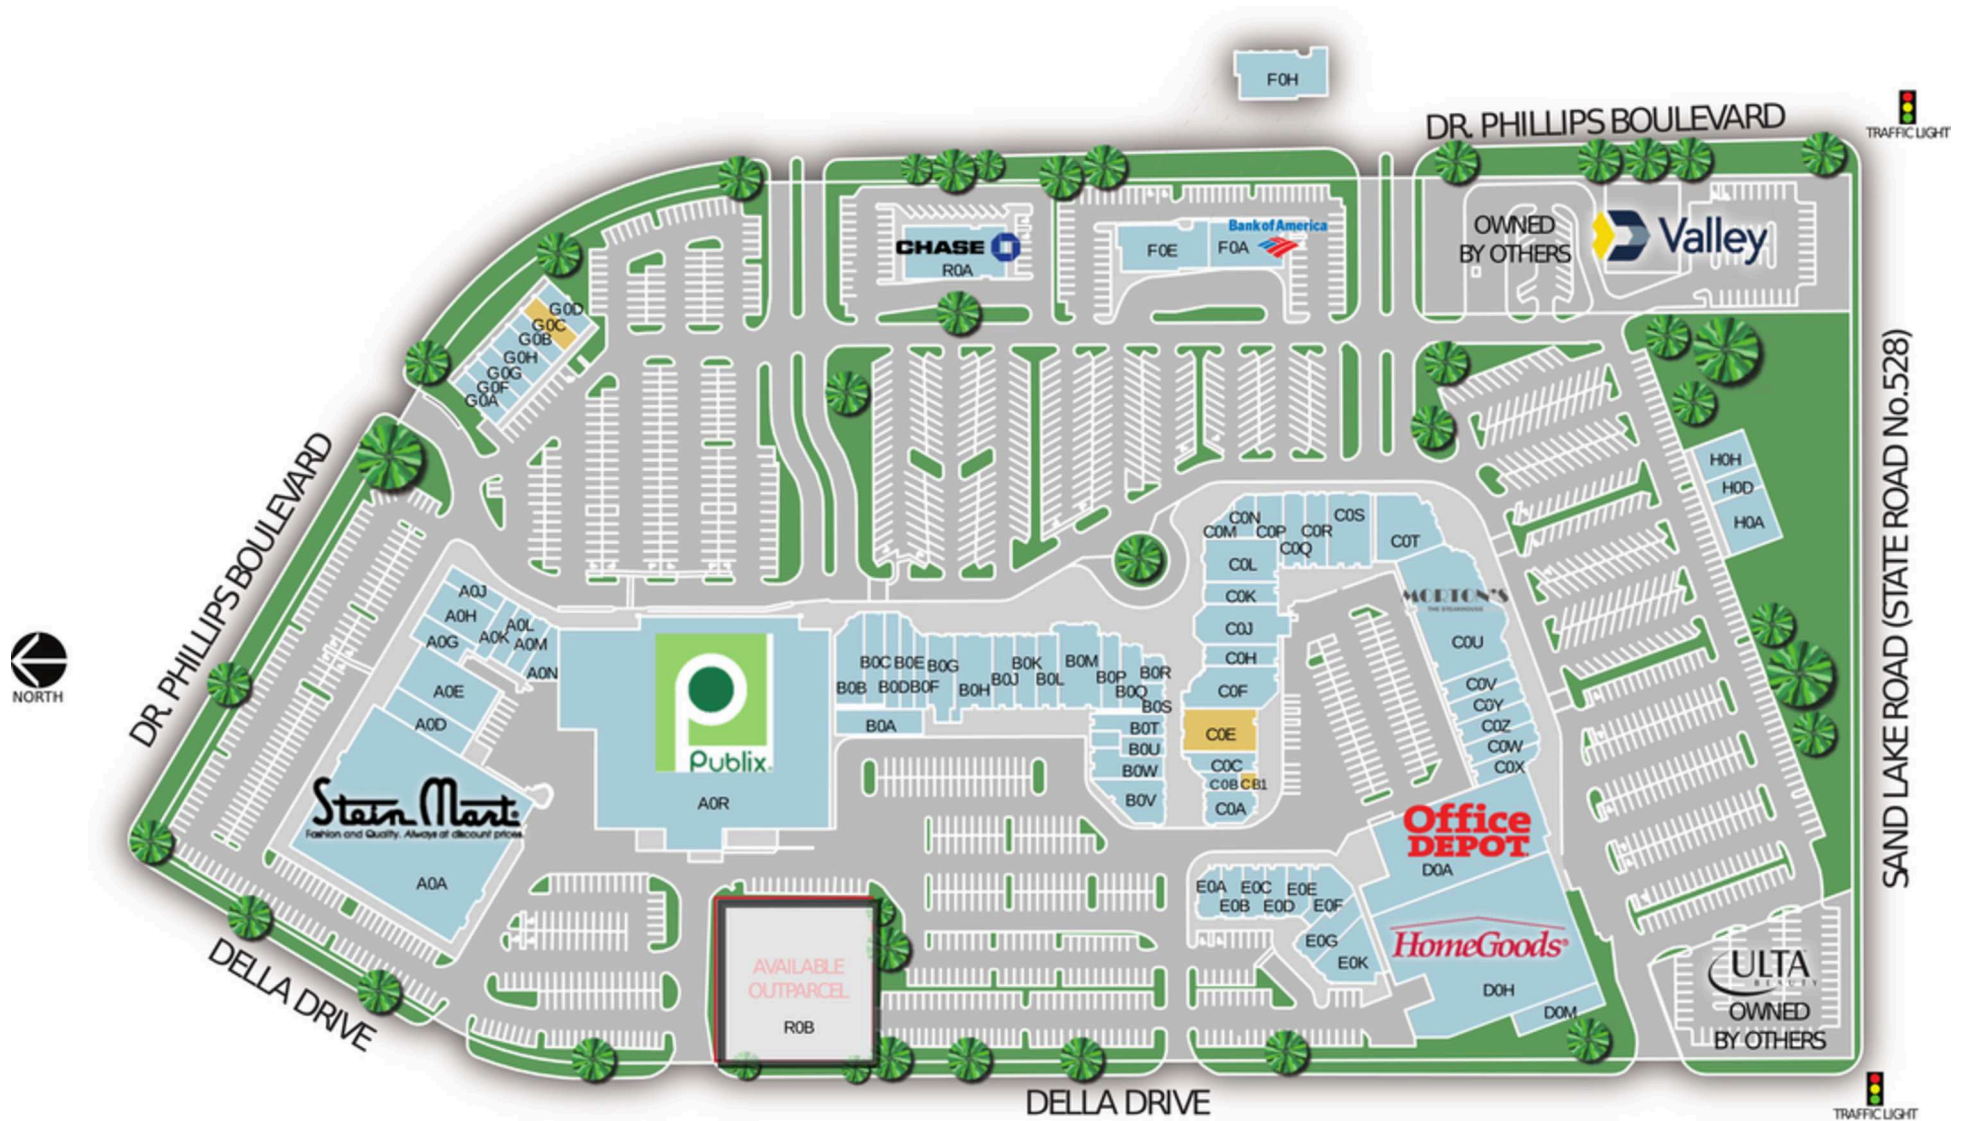 F0H
DR. PHILLIPS BOULEVARD
TRAFFIC LIGHT
CHASE
R0A
F0E
F0A
Bank of America
OWNED
BY OTHERS
Valley
G0D
G0C
G0B
G0H
G0G
G0F
G0A
DR. PHILLIPS BOULEVARD
SAND LAKE ROAD (STATE ROAD No.528)
H0H
H0D
H0A
C0N
C0M
C0P
C0Q
C0R
C0S
C0T
C0L
C0K
C0J
C0H
C0F
C0E
C0C
C0B
CB1
C0A
MORTON'S
THE STEAKHOUSE
C0U
C0V
C0Y
C0Z
C0W
C0X
NORTH
A0J
A0H
A0G
A0K
A0L
A0M
A0N
A0E
A0D
Stein Mart
Fashion and Quality. Always at discount prices.
A0A
Publix
A0R
B0C
B0E
B0G
B0B
B0D
B0F
B0H
B0J
B0K
B0L
B0M
B0P
B0Q
B0R
B0S
B0A
B0T
B0U
B0W
B0V
Office
DEPOT
D0A
E0A
E0C
E0E
E0B
E0D
E0F
E0G
E0K
HomeGoods
D0H
D0M
ULTA
BEAUTY
OWNED
BY OTHERS
AVAILABLE
OUTPARCEL
R0B
DELLA DRIVE
DELLA DRIVE
TRAFFIC LIGHT